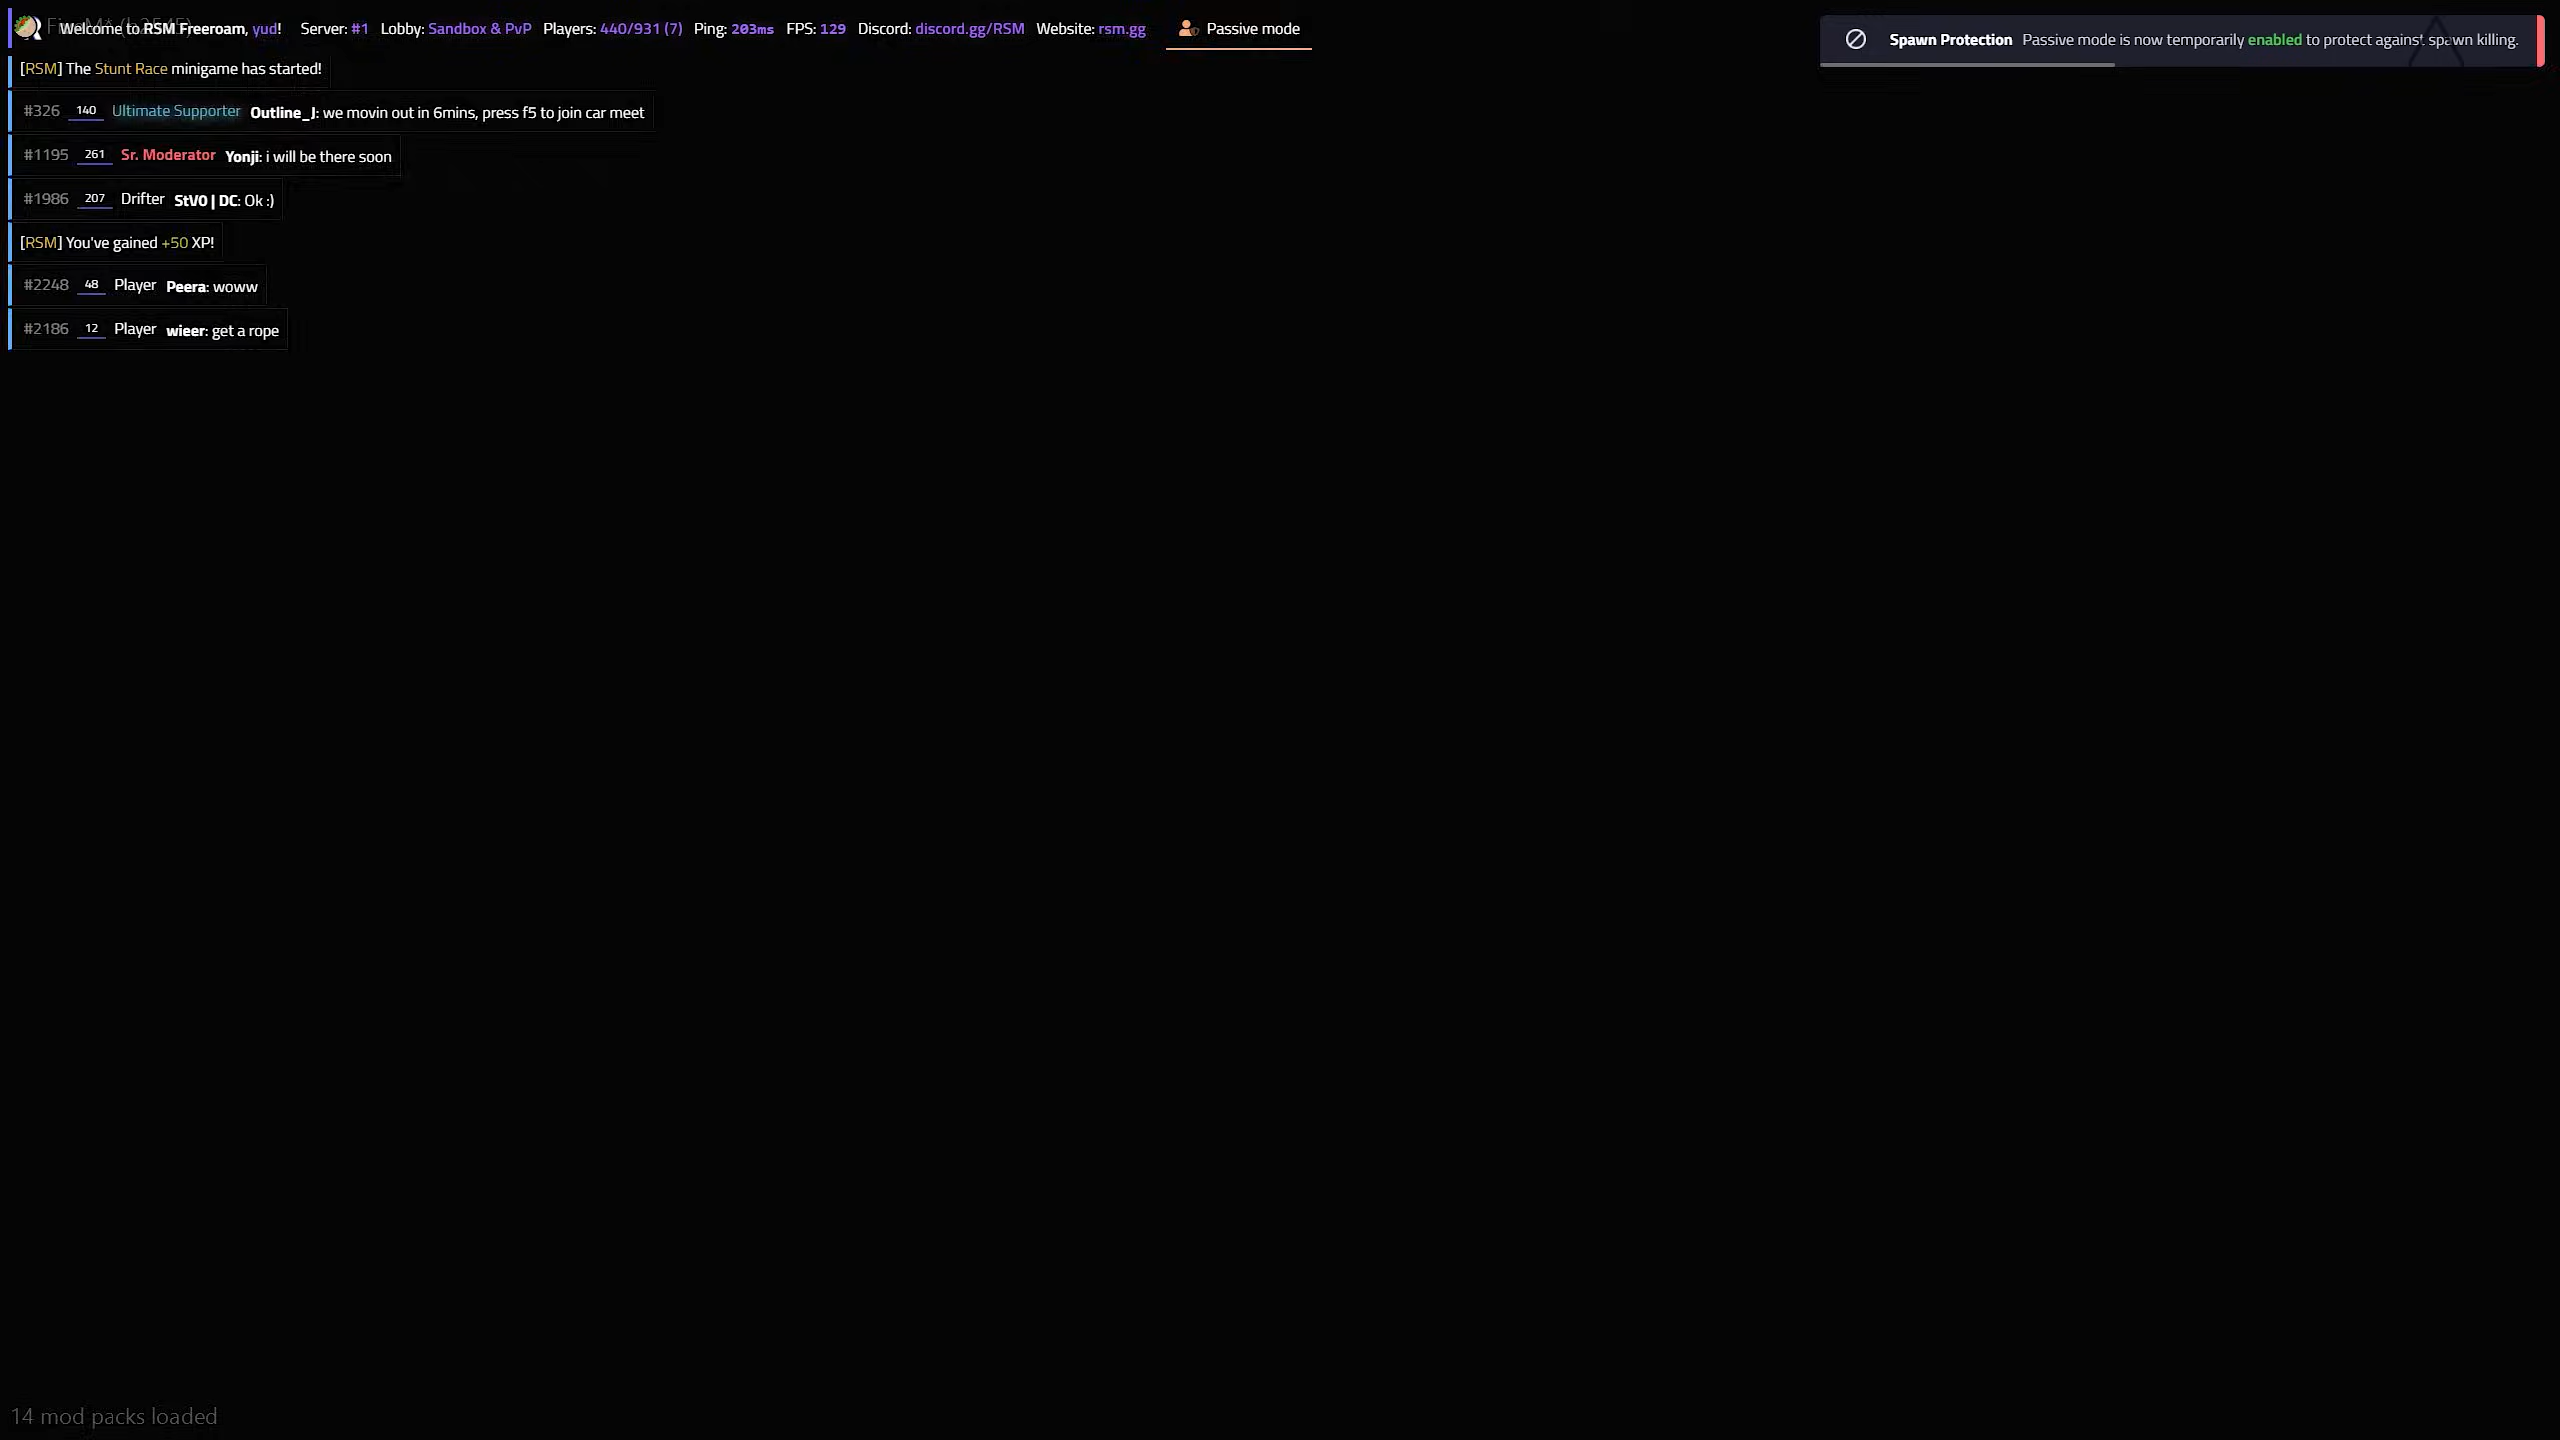 Welcome to RSM Freeroam, yud! Server: #1 Lobby: Sandbox & PvP Players: 440/931 (7) Ping: 203ms FPS: 129 Discord: discord.gg/RSM Website: rsm.gg Passive mode
Spawn Protection Passive mode is now temporarily enabled to protect against spawn killing.
[RSM] The Stunt Race minigame has started!
#326 140 Ultimate Supporter Outline_J: we movin out in 6mins, press f5 to join car meet
#1195 261 Sr. Moderator Yonji: i will be there soon
#1986 207 Drifter StV0 | DC: Ok :)
[RSM] You've gained +50 XP!
#2248 48 Player Peera: woww
#2186 12 Player wieer: get a rope
14 mod packs loaded